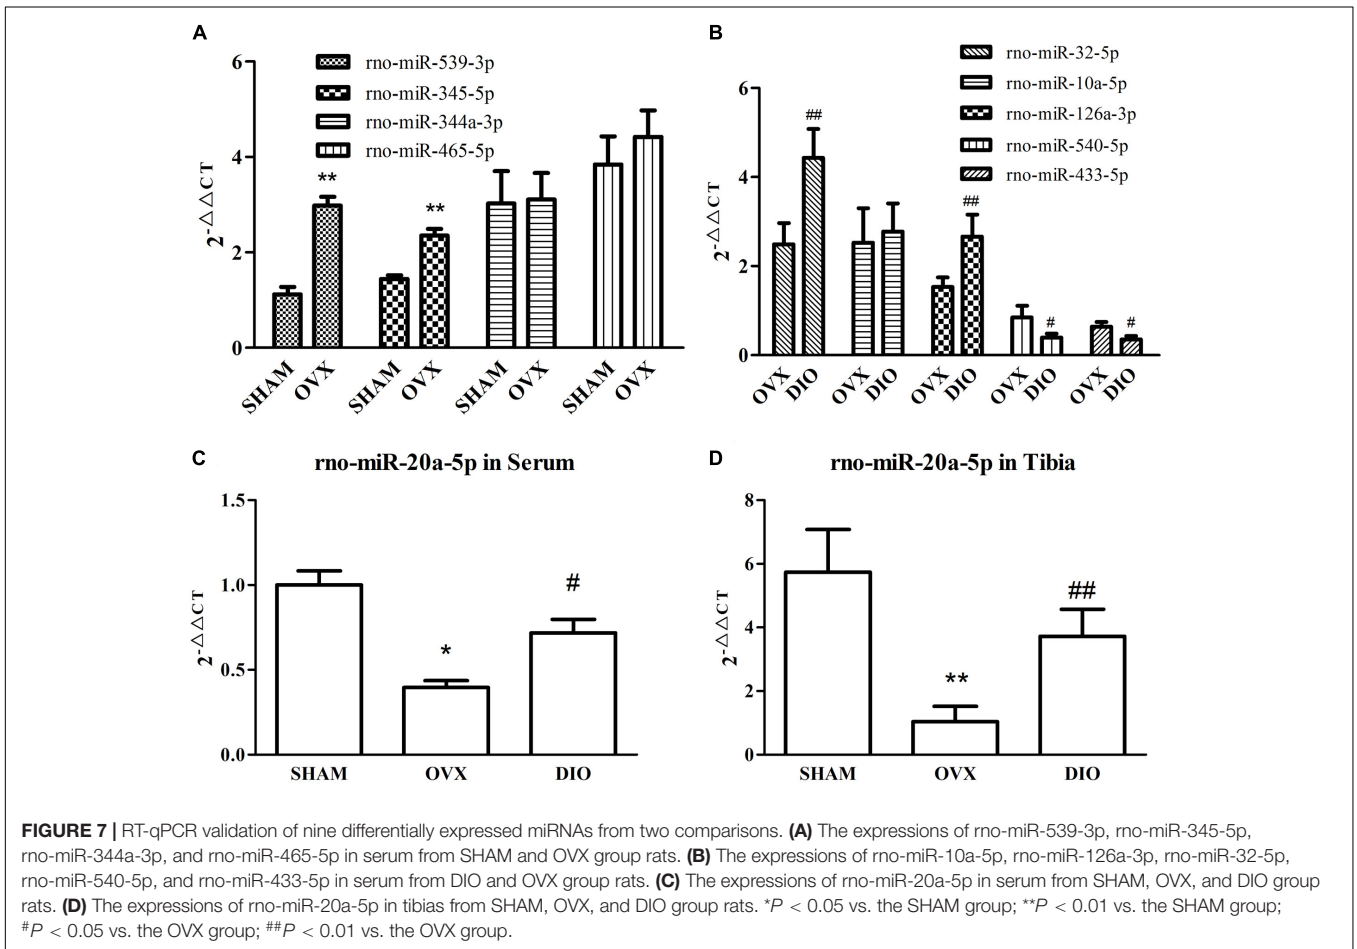 A
6
4
2
0
2-△△CT
rno-miR-539-3p
rno-miR-345-5p
rno-miR-344a-3p
rno-miR-465-5p
**
**
SHAM OVX SHAM OVX SHAM OVX SHAM OVX
B
6
4
2
0
2-△△CT
rno-miR-32-5p
rno-miR-10a-5p
rno-miR-126a-3p
rno-miR-540-5p
rno-miR-433-5p
##
##
# #
OVX DIO OVX DIO OVX DIO OVX DIO OVX DIO
C
rno-miR-20a-5p in Serum
1.5
1.0
0.5
0.0
2-△△CT
*
#
SHAM OVX DIO
D
rno-miR-20a-5p in Tibia
8
6
4
2
0
2-△△CT
**
##
SHAM OVX DIO
FIGURE 7 | RT-qPCR validation of nine differentially expressed miRNAs from two comparisons. (A) The expressions of rno-miR-539-3p, rno-miR-345-5p,
rno-miR-344a-3p, and rno-miR-465-5p in serum from SHAM and OVX group rats. (B) The expressions of rno-miR-10a-5p, rno-miR-126a-3p, rno-miR-32-5p,
rno-miR-540-5p, and rno-miR-433-5p in serum from DIO and OVX group rats. (C) The expressions of rno-miR-20a-5p in serum from SHAM, OVX, and DIO group
rats. (D) The expressions of rno-miR-20a-5p in tibias from SHAM, OVX, and DIO group rats. *P < 0.05 vs. the SHAM group; **P < 0.01 vs. the SHAM group;
#P < 0.05 vs. the OVX group; ##P < 0.01 vs. the OVX group.